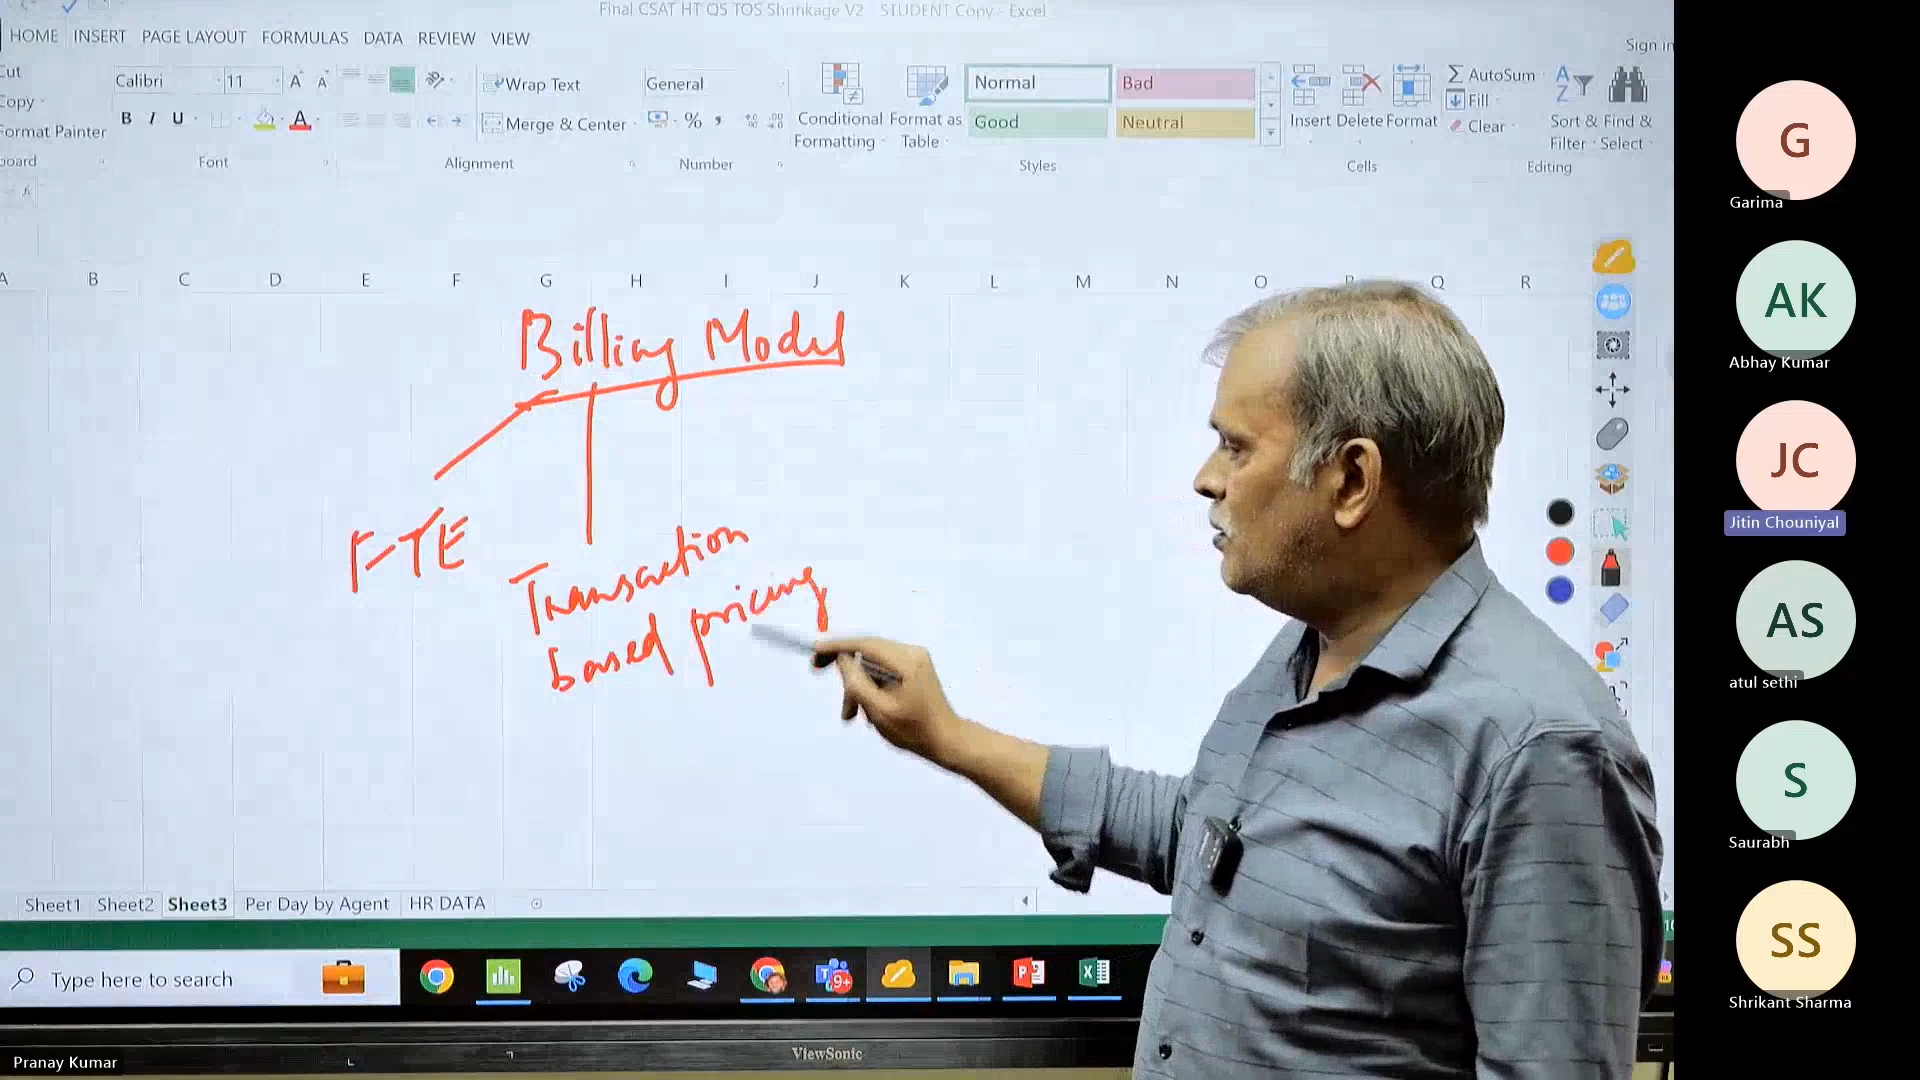 Final CSAT HT QS TOS Shrinkage V2 _ STUDENT Copy - Excel
HOME INSERT PAGE LAYOUT FORMULAS DATA REVIEW VIEW
Sign in
Cut
Copy
Format Painter
Calibri 11
B I U
Wrap Text
Merge & Center
General
%
Conditional Formatting
Format as Table
Normal Bad
Good Neutral
Insert Delete Format
AutoSum
Fill
Clear
Sort & Filter
Find & Select
board Font Alignment Number Styles Cells Editing
A B C D E F G H I J K L M N O P Q R
Billing Model
FTE
Transaction
based pricing
Sheet1 Sheet2 Sheet3 Per Day by Agent HR DATA
Type here to search
9+
ViewSonic
Pranay Kumar
G
Garima
AK
Abhay Kumar
JC
Jitin Chouniyal
AS
atul sethi
S
Saurabh
SS
Shrikant Sharma